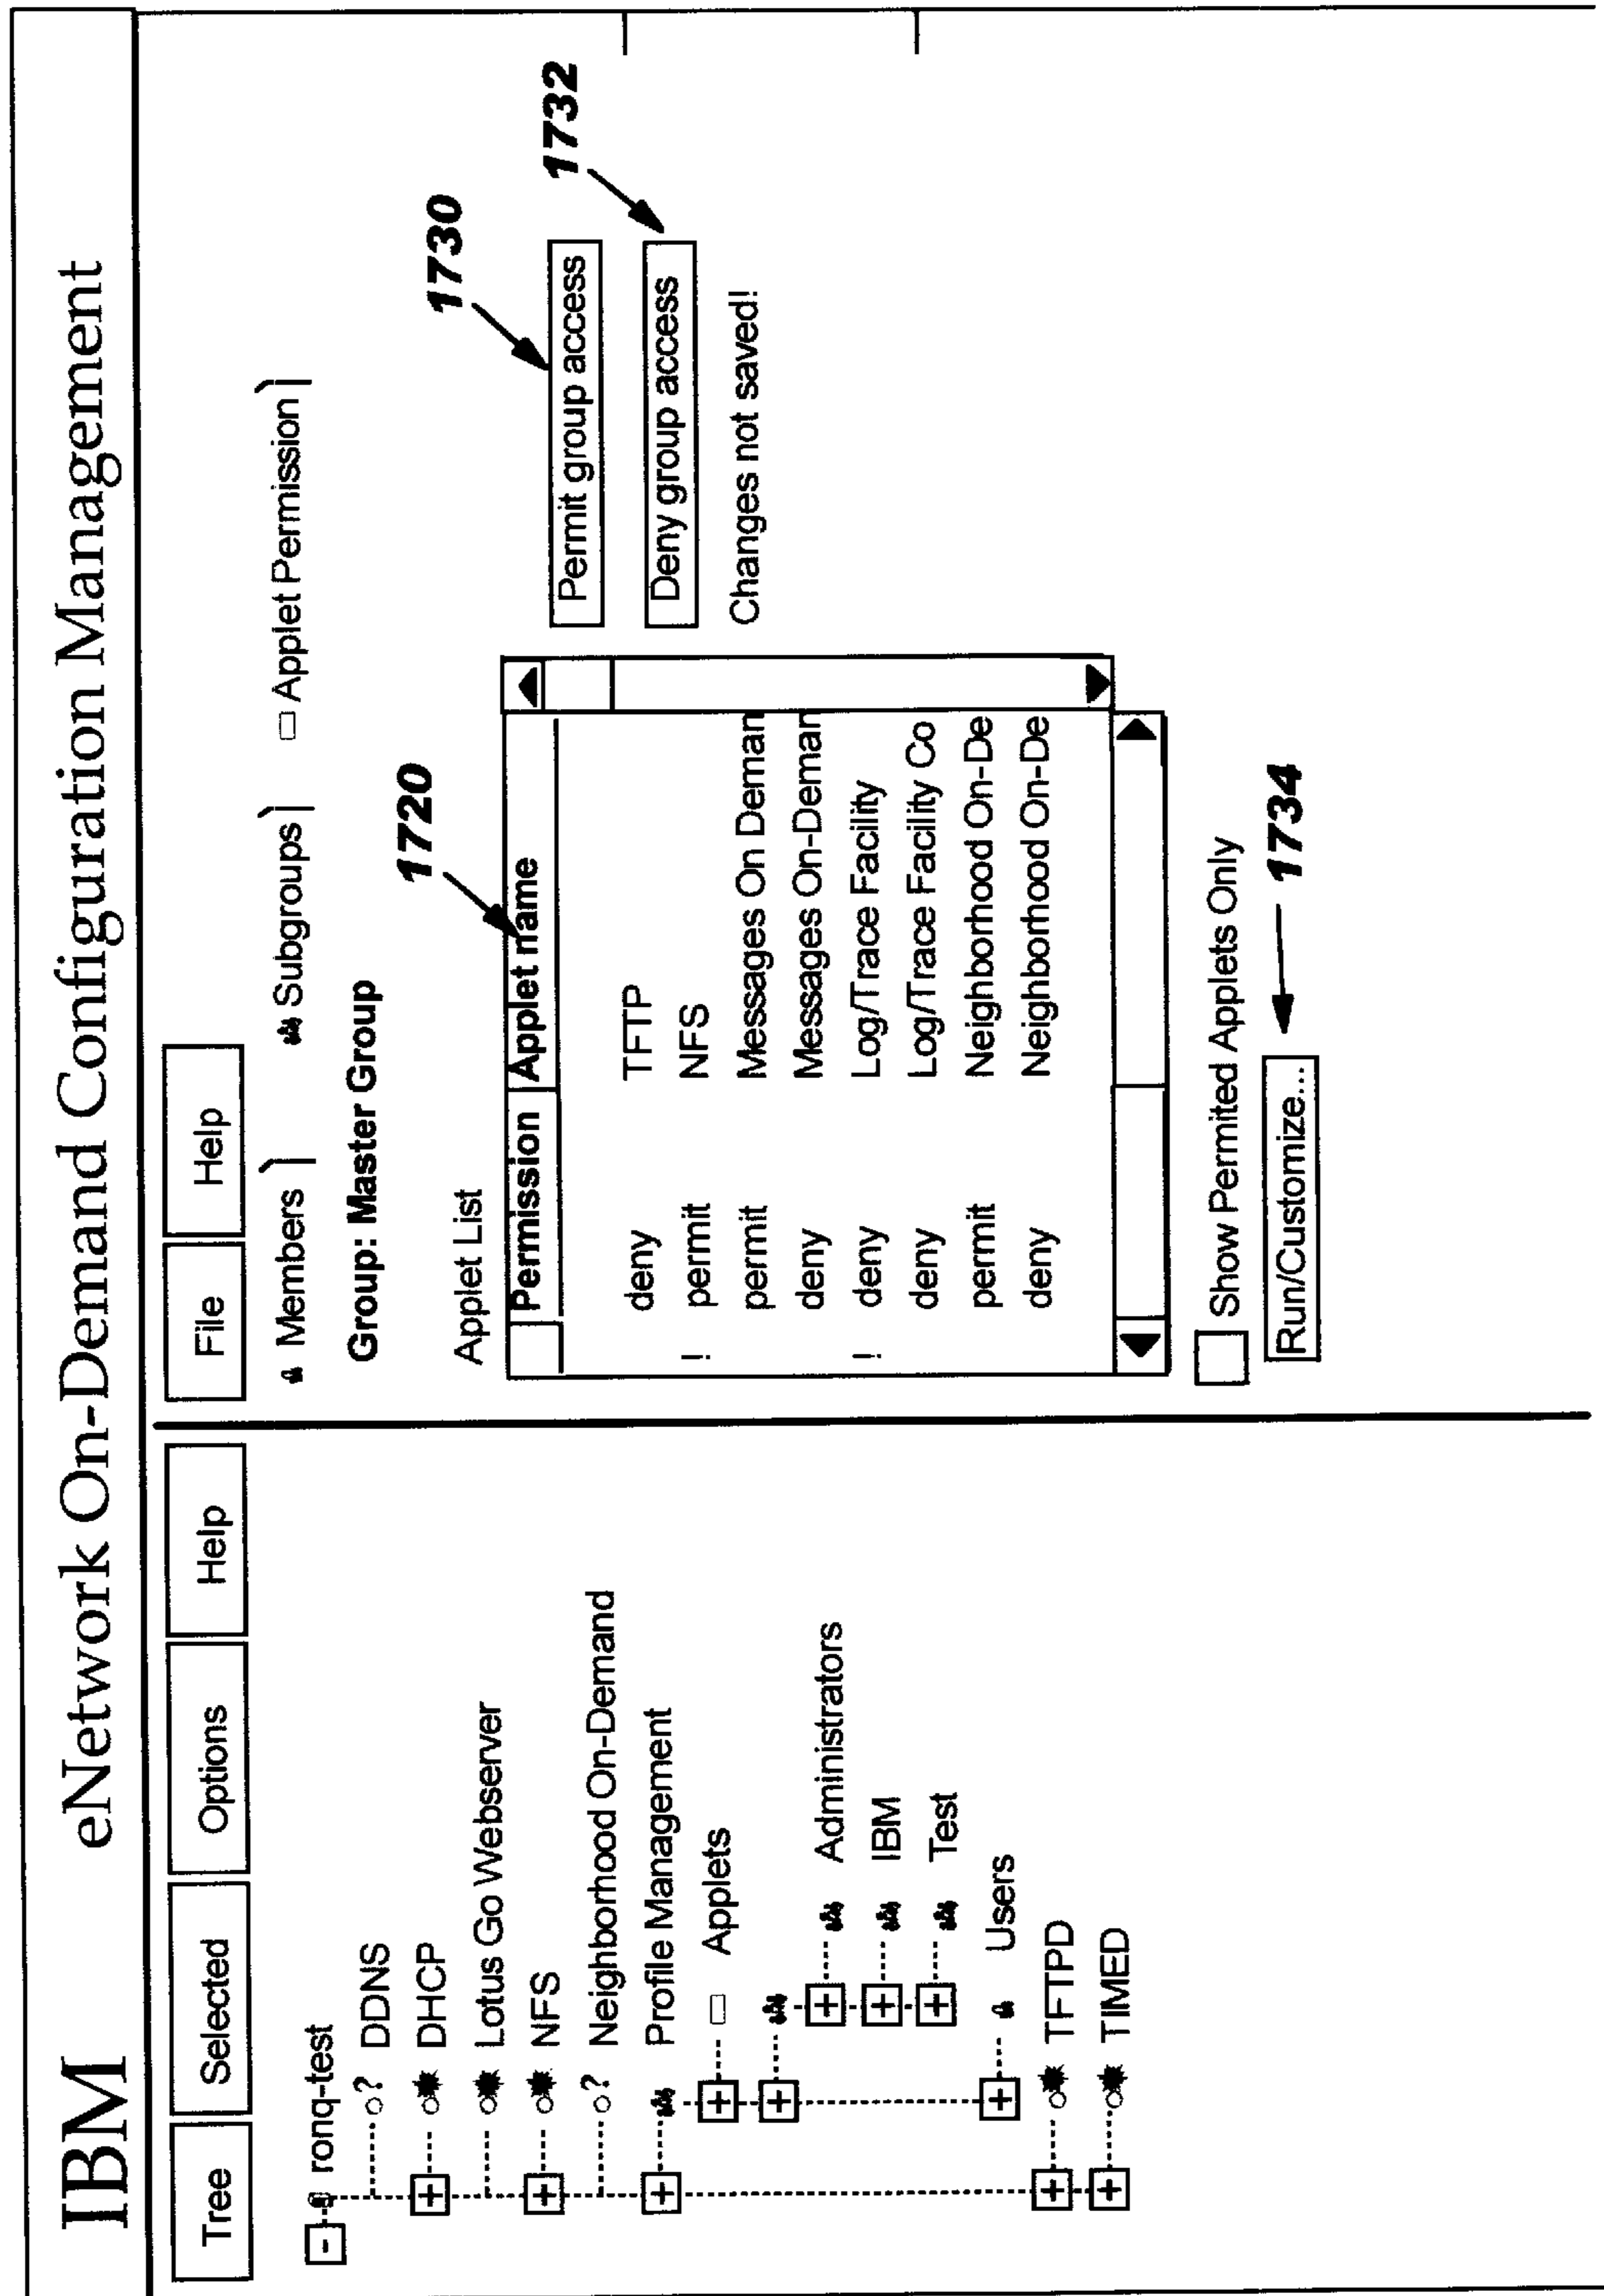 IBM eNetwork On-Demand Configuration Management
Tree Selected Options Help
ronq-test
? DDNS
+ DHCP
Lotus Go Webserver
+ NFS
? Neighborhood On-Demand
+ Profile Management
+ Applets
+
+ Administrators
+ IBM
+ Test
+ Users
+ TFTPD
+ TIMED
File Help
Members Subgroups Applet Permission
Group: Master Group
1720
Applet List
Permission Applet name
deny TFTP
! permit NFS
permit Messages On Deman
deny Messages On-Deman
! deny Log/Trace Facility
deny Log/Trace Facility Co
permit Neighborhood On-De
deny Neighborhood On-De
1730
Permit group access
1732
Deny group access
Changes not saved!
Show Permited Applets Only
Run/Customize... 1734